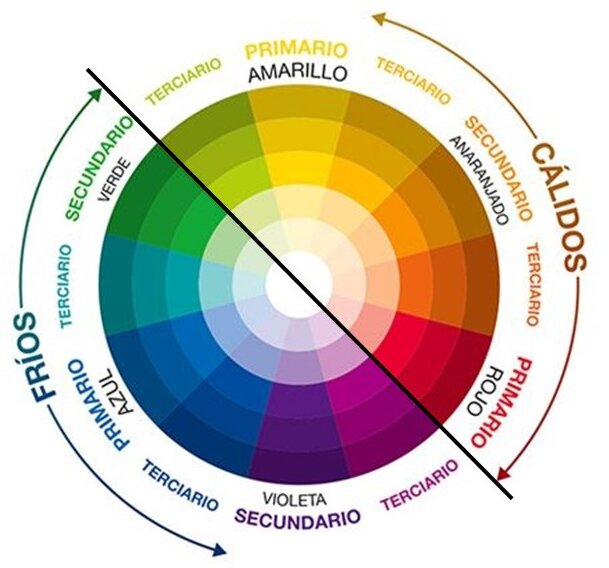 PRIMARIO
AMARILLO
TERCIARIO
SECUNDARIO
ANARANJADO
CÁLIDOS
TERCIARIO
PRIMARIO
ROJO
TERCIARIO
VIOLETA
SECUNDARIO
TERCIARIO
AZUL
PRIMARIO
FRÍOS
TERCIARIO
SECUNDARIO
VERDE
TERCIARIO